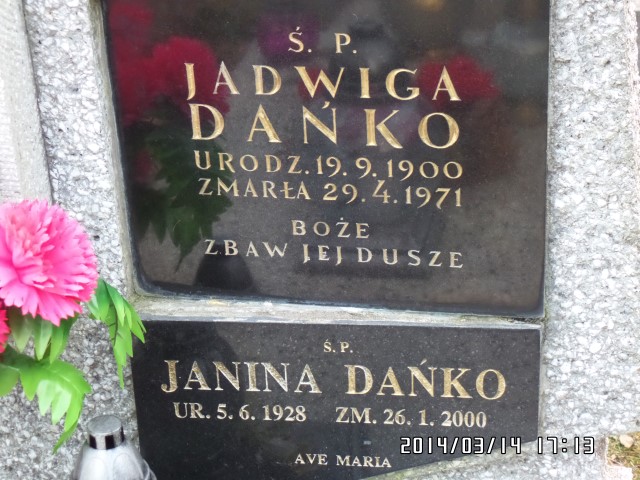 Ś. P.
JADWIGA
DAŃKO
URODZ. 19. 9. 1900
ZMARŁA 29. 4. 1971
BOŻE
ZBAW JEJ DUSZE
Ś. P.
JANINA DAŃKO
UR. 5. 6. 1928 ZM. 26. 1. 2000
AVE MARIA
2014/03/14 17:13